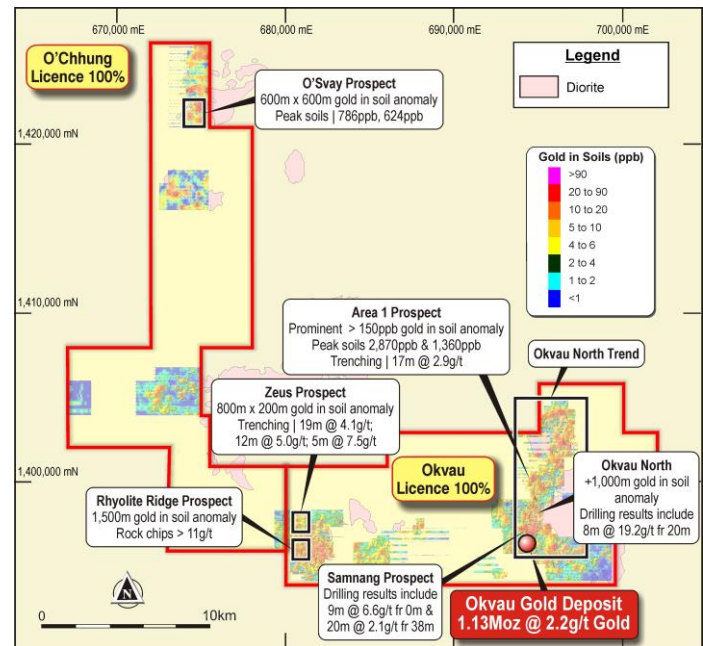 670,000 mE
680,000 mE
690,000 mE
700,000 mE
O'Chhung
Licence 100%
O'Svay Prospect
600m x 600m gold in soil anomaly
Peak soils | 786ppb, 624ppb
Legend
Diorite
1,420,000 mN
Gold in Soils (ppb)
>90
20 to 90
10 to 20
5 to 10
4 to 6
2 to 4
1 to 2
<1
1,410,000 mN
Area 1 Prospect
Prominent > 150ppb gold in soil anomaly
Peak soils 2,870ppb & 1,360ppb
Trenching | 17m @ 2.9g/t
Okvau North Trend
Zeus Prospect
800m x 200m gold in soil anomaly
Trenching | 19m @ 4.1g/t;
12m @ 5.0g/t; 5m @ 7.5g/t
1,400,000 mN
Okvau
Licence 100%
Okvau North
+1,000m gold in soil
anomaly
Drilling results include
8m @ 19.2g/t fr 20m
Rhyolite Ridge Prospect
1,500m gold in soil anomaly
Rock chips > 11g/t
Samnang Prospect
Drilling results include
9m @ 6.6g/t fr 0m &
20m @ 2.1g/t fr 38m
Okvau Gold Deposit
1.13Moz @ 2.2g/t Gold
N
0
10km